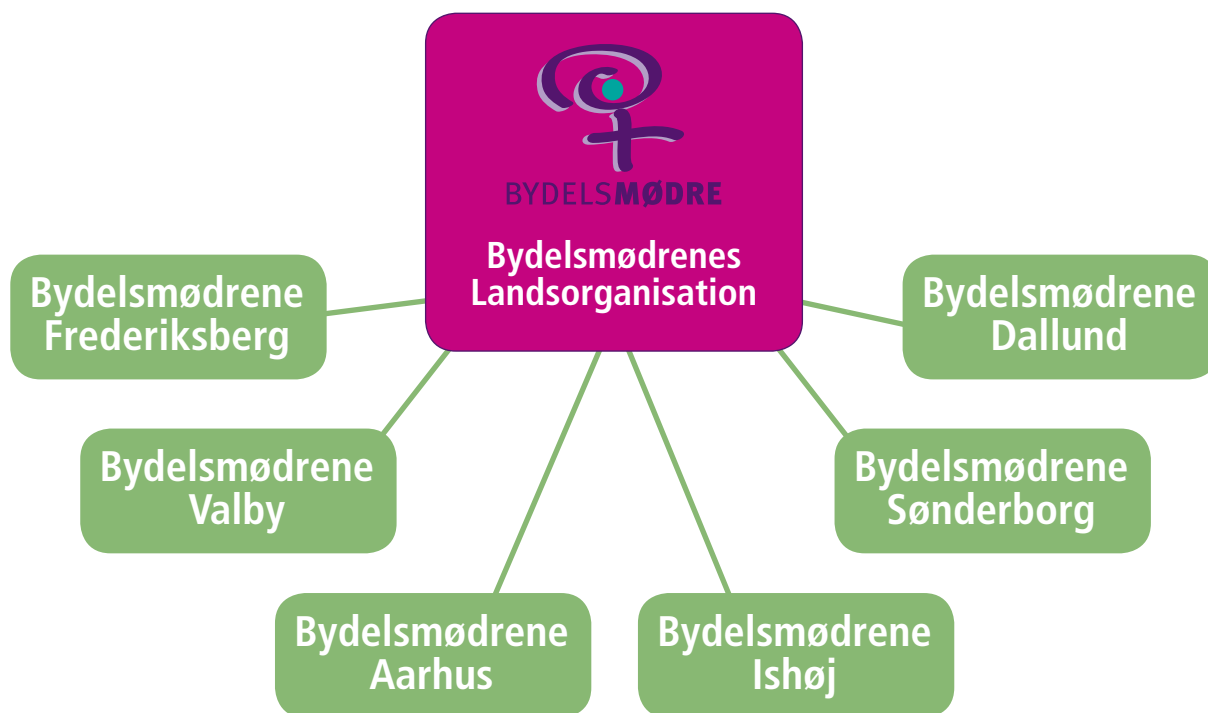 BYDELSMØDRE
Bydelsmødrenes
Landsorganisation
Bydelsmødrene
Frederiksberg
Bydelsmødrene
Dallund
Bydelsmødrene
Valby
Bydelsmødrene
Sønderborg
Bydelsmødrene
Aarhus
Bydelsmødrene
Ishøj